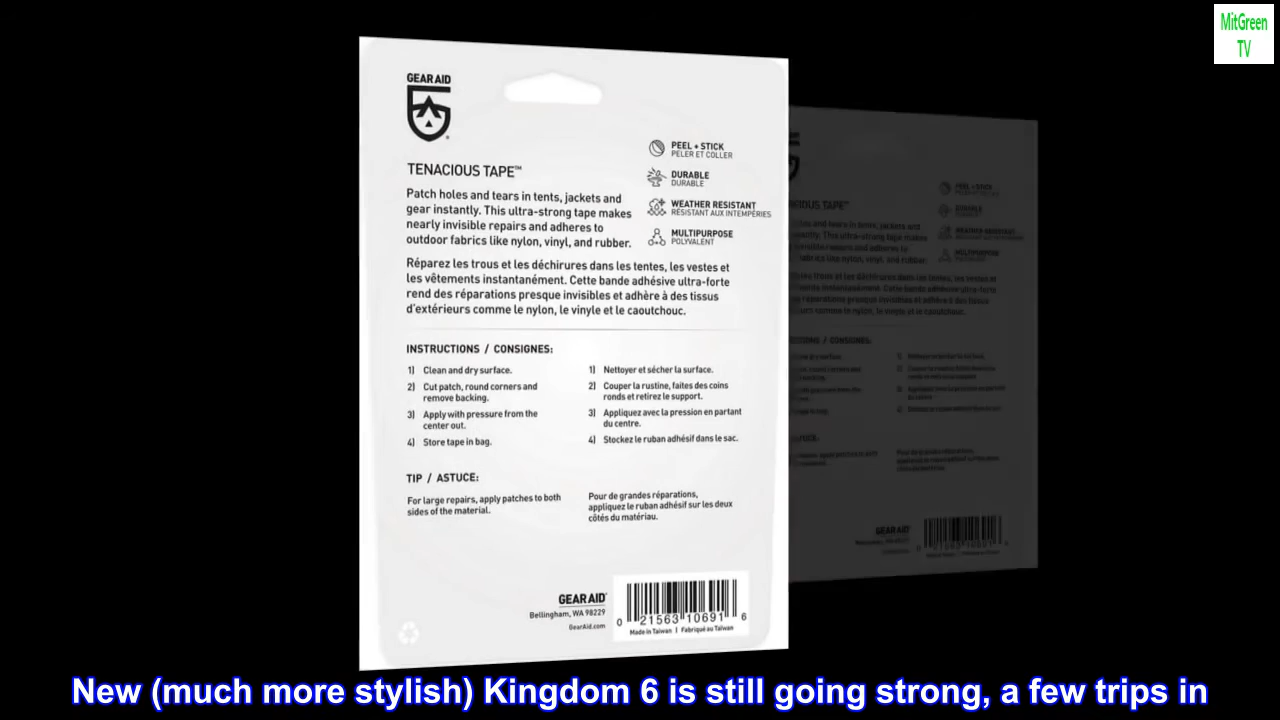 MitGreen
TV
GEAR AID
TENACIOUS TAPE™
Patch holes and tears in tents, jackets and
gear instantly. This ultra-strong tape makes
nearly invisible repairs and adheres to
outdoor fabrics like nylon, vinyl, and rubber.
PEEL + STICK
PELER ET COLLER
DURABLE
DURABLE
WEATHER RESISTANT
RÉSISTANT AUX INTEMPÉRIES
MULTIPURPOSE
POLYVALENT
Réparez les trous et les déchirures dans les tentes, les vestes et
les vêtements instantanément. Cette bande adhésive ultra-forte
rend des réparations presque invisibles et adhère à des tissus
d'extérieurs comme le nylon, le vinyle et le caoutchouc.
INSTRUCTIONS / CONSIGNES:
1) Clean and dry surface.
2) Cut patch, round corners and
remove backing.
3) Apply with pressure from the
center out.
4) Store tape in bag.
1) Nettoyer et sécher la surface.
2) Couper la rustine, faites des coins
ronds et retirez le support.
3) Appliquez avec la pression en partant
du centre.
4) Stockez le ruban adhésif dans le sac.
TIP / ASTUCE:
For large repairs, apply patches to both
sides of the material.
Pour de grandes réparations,
appliquez le ruban adhésif sur les deux
côtés du matériau.
GEAR AID
Bellingham, WA 98229
GearAid.com
0 21563 10691 6
Made in Taiwan | Fabriqué au Taïwan
New (much more stylish) Kingdom 6 is still going strong, a few trips in